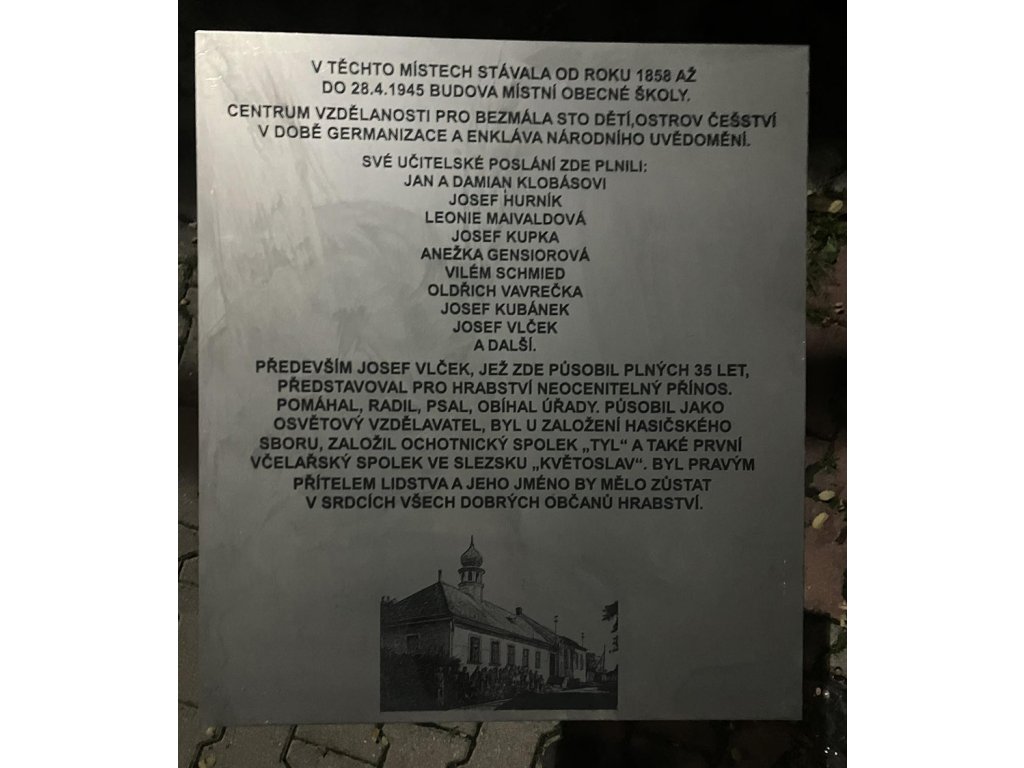 V TĚCHTO MÍSTECH STÁVALA OD ROKU 1858 AŽ
DO 28.4.1945 BUDOVA MÍSTNÍ OBECNÉ ŠKOLY.
CENTRUM VZDĚLANOSTI PRO BEZMÁLA STO DĚTÍ,OSTROV ČEŠSTVÍ
V DOBĚ GERMANIZACE A ENKLÁVA NÁRODNÍHO UVĚDOMĚNÍ.
SVÉ UČITELSKÉ POSLÁNÍ ZDE PLNILI:
JAN A DAMIAN KLOBÁSOVI
JOSEF HURNÍK
LEONIE MAIVALDOVÁ
JOSEF KUPKA
ANEŽKA GENSIOROVÁ
VILÉM SCHMIED
OLDŘICH VAVREČKA
JOSEF KUBÁNEK
JOSEF VLČEK
A DALŠÍ.
PŘEDEVŠÍM JOSEF VLČEK, JEŽ ZDE PŮSOBIL PLNÝCH 35 LET,
PŘEDSTAVOVAL PRO HRABSTVÍ NEOCENITELNÝ PŘÍNOS.
POMÁHAL, RADIL, PSAL, OBÍHAL ÚŘADY. PŮSOBIL JAKO
OSVĚTOVÝ VZDĚLAVATEL, BYL U ZALOŽENÍ HASIČSKÉHO
SBORU, ZALOŽIL OCHOTNICKÝ SPOLEK „TYL“ A TAKÉ PRVNÍ
VČELAŘSKÝ SPOLEK VE SLEZSKU „KVĚTOSLAV“. BYL PRAVÝM
PŘÍTELEM LIDSTVA A JEHO JMÉNO BY MĚLO ZŮSTAT
V SRDCÍCH VŠECH DOBRÝCH OBČANŮ HRABSTVÍ.